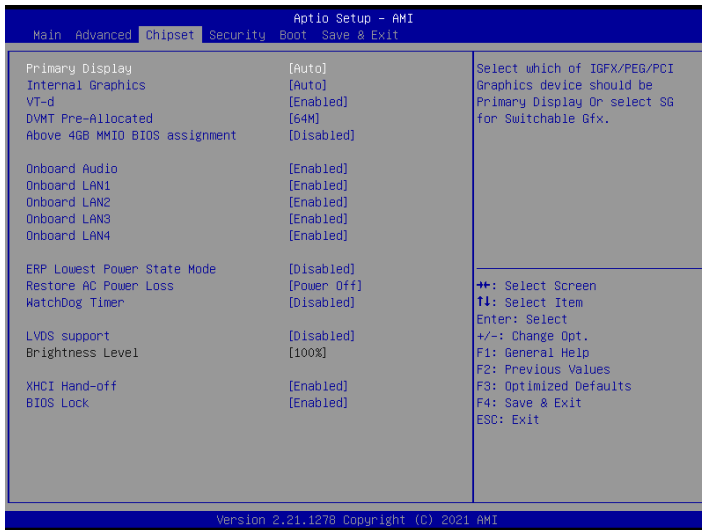 Aptio Setup – AMI
Main Advanced Chipset Security Boot Save & Exit
Primary Display [Auto]
Internal Graphics [Auto]
VT-d [Enabled]
DVMT Pre-Allocated [64M]
Above 4GB MMIO BIOS assignment [Disabled]
Onboard Audio [Enabled]
Onboard LAN1 [Enabled]
Onboard LAN2 [Enabled]
Onboard LAN3 [Enabled]
Onboard LAN4 [Enabled]
ERP Lowest Power State Mode [Disabled]
Restore AC Power Loss [Power Off]
WatchDog Timer [Disabled]
LVDS support [Disabled]
Brightness Level [100%]
XHCI Hand-off [Enabled]
BIOS Lock [Enabled]
Select which of IGFX/PEG/PCI
Graphics device should be
Primary Display Or select SG
for Switchable Gfx.
→←: Select Screen
↑↓: Select Item
Enter: Select
+/-: Change Opt.
F1: General Help
F2: Previous Values
F3: Optimized Defaults
F4: Save & Exit
ESC: Exit
Version 2.21.1278 Copyright (C) 2021 AMI